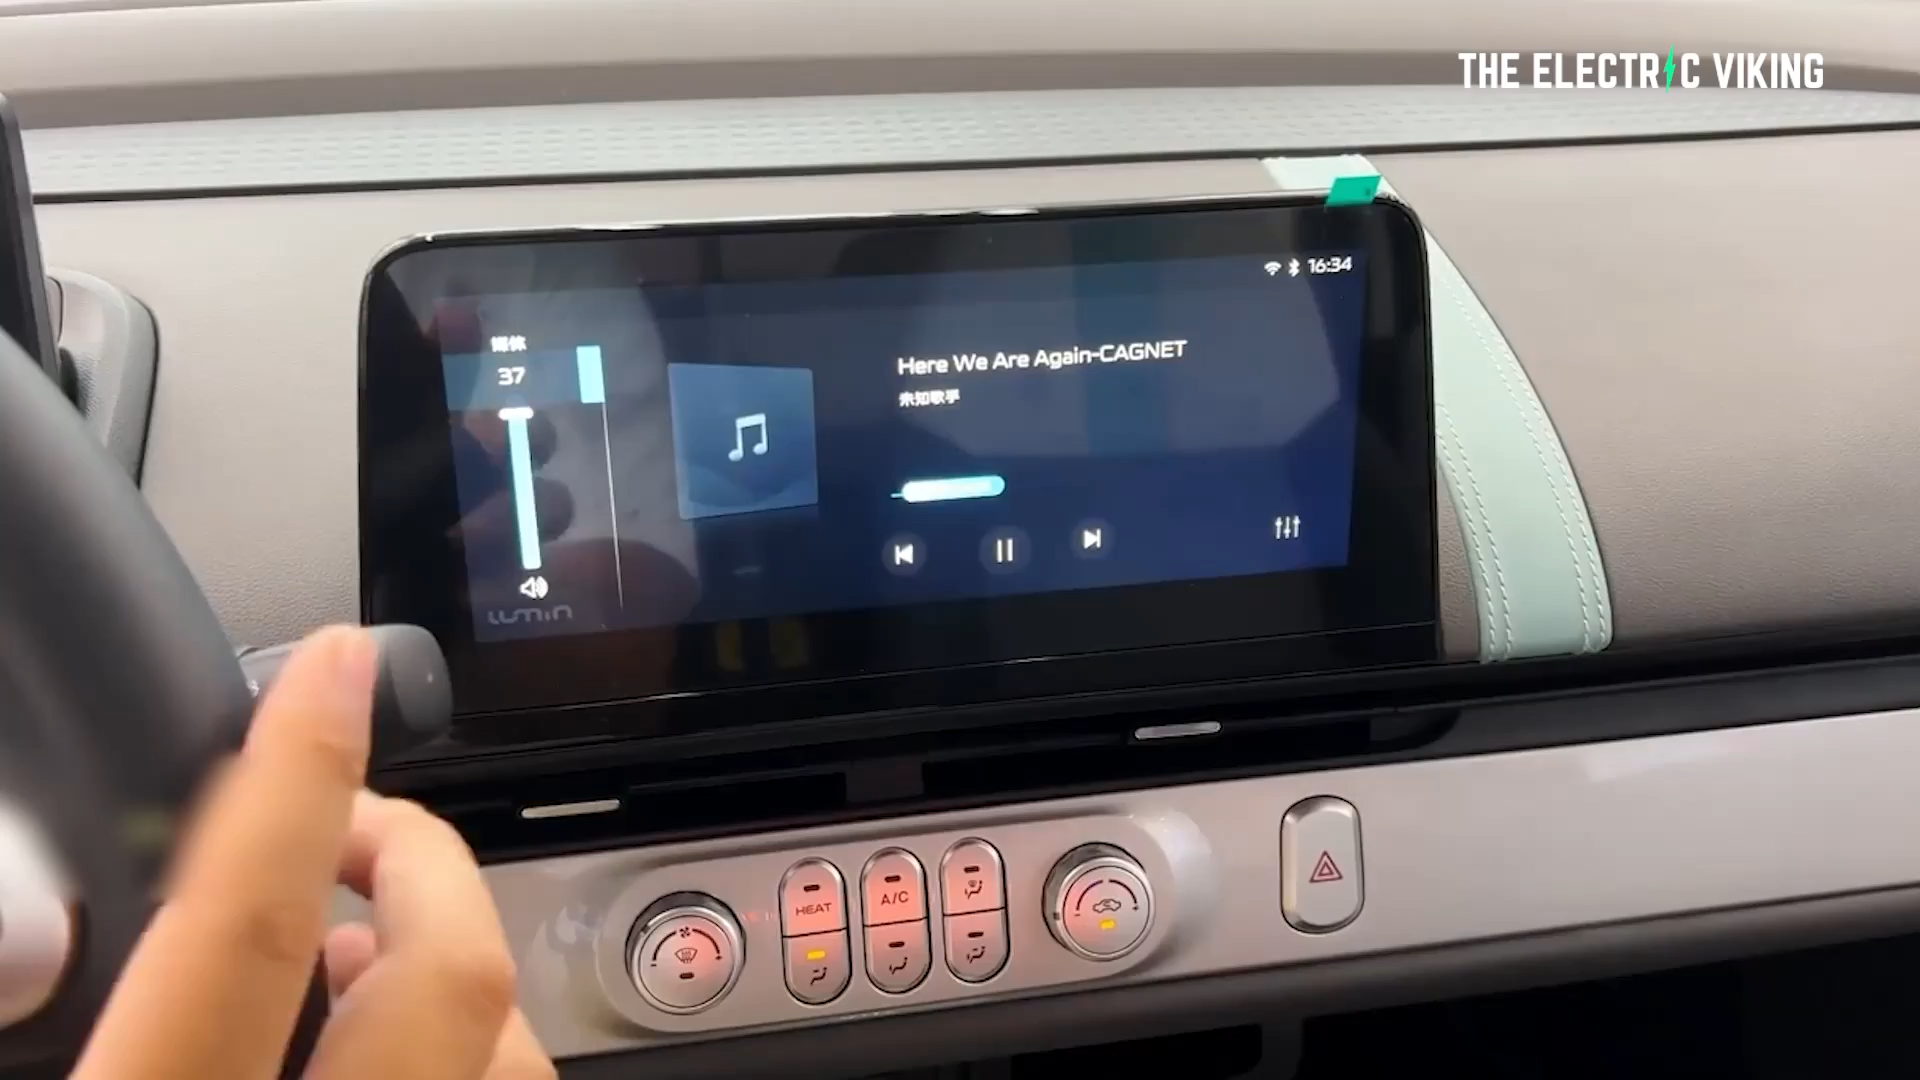 THE ELECTRIC VIKING
16:34
媒体
37
Here We Are Again-CAGNET
未知歌手
LUMIN
HEAT
A/C